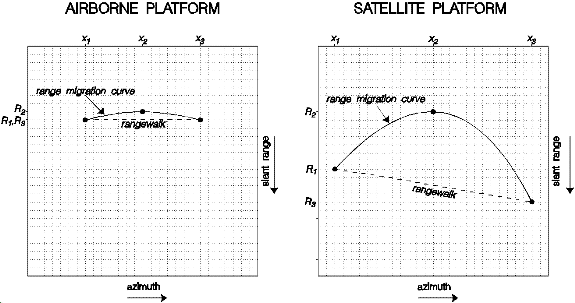 AIRBORNE PLATFORM
x1 x2 x3
R2
R1,R3
range migration curve
rangewalk
slant range
azimuth
SATELLITE PLATFORM
x1 x2 x3
R2
R1
R3
range migration curve
rangewalk
slant range
azimuth